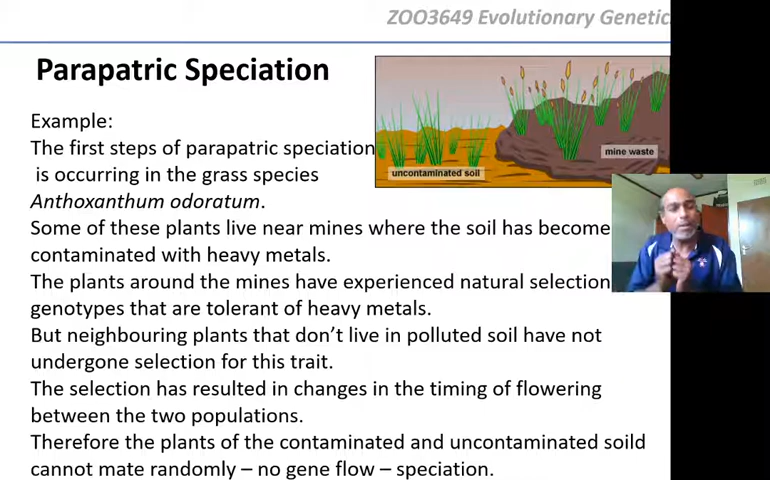 ZOO3649 Evolutionary Genetic
Parapatric Speciation
Example:
The first steps of parapatric speciation
is occurring in the grass species
Anthoxanthum odoratum.
uncontaminated soil
mine waste
Some of these plants live near mines where the soil has become
contaminated with heavy metals.
The plants around the mines have experienced natural selection
genotypes that are tolerant of heavy metals.
But neighbouring plants that don't live in polluted soil have not
undergone selection for this trait.
The selection has resulted in changes in the timing of flowering
between the two populations.
Therefore the plants of the contaminated and uncontaminated soild
cannot mate randomly – no gene flow – speciation.